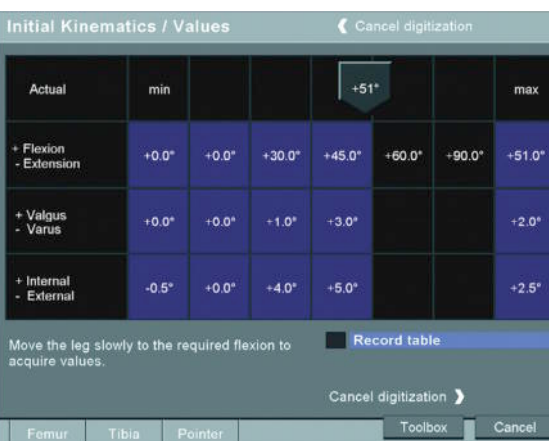 Initial Kinematics / Values ❮ Cancel digitization
Actual min +51° max
+ Flexion
- Extension +0.0° +0.0° +30.0° +45.0° +60.0° +90.0° +51.0°
+ Valgus
- Varus +0.0° +0.0° +1.0° +3.0° +2.0°
+ Internal
- External -0.5° +0.0° +4.0° +5.0° +2.5°
Move the leg slowly to the required flexion to
acquire values.
Record table
Cancel digitization ❯
Femur Tibia Pointer Toolbox Cancel